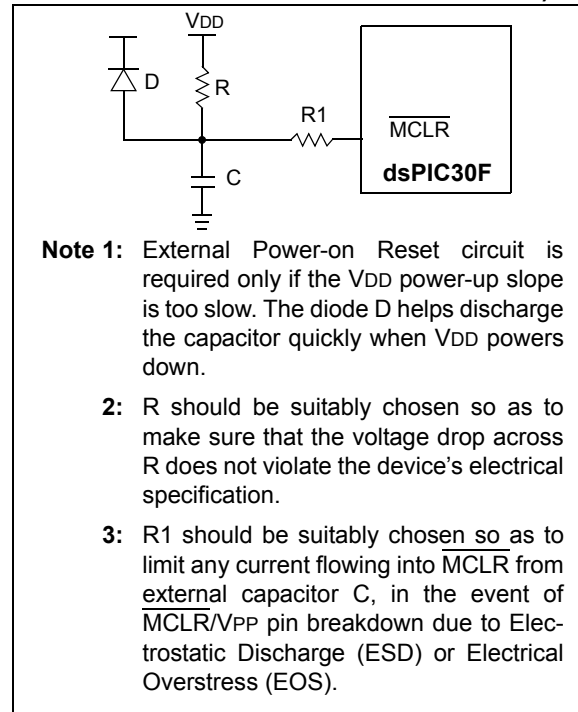 VDD
D
R
R1
MCLR
dsPIC30F
C
Note 1: External Power-on Reset circuit is
required only if the VDD power-up slope
is too slow. The diode D helps discharge
the capacitor quickly when VDD powers
down.
2: R should be suitably chosen so as to
make sure that the voltage drop across
R does not violate the device's electrical
specification.
3: R1 should be suitably chosen so as to
limit any current flowing into MCLR from
external capacitor C, in the event of
MCLR/VPP pin breakdown due to Elec-
trostatic Discharge (ESD) or Electrical
Overstress (EOS).